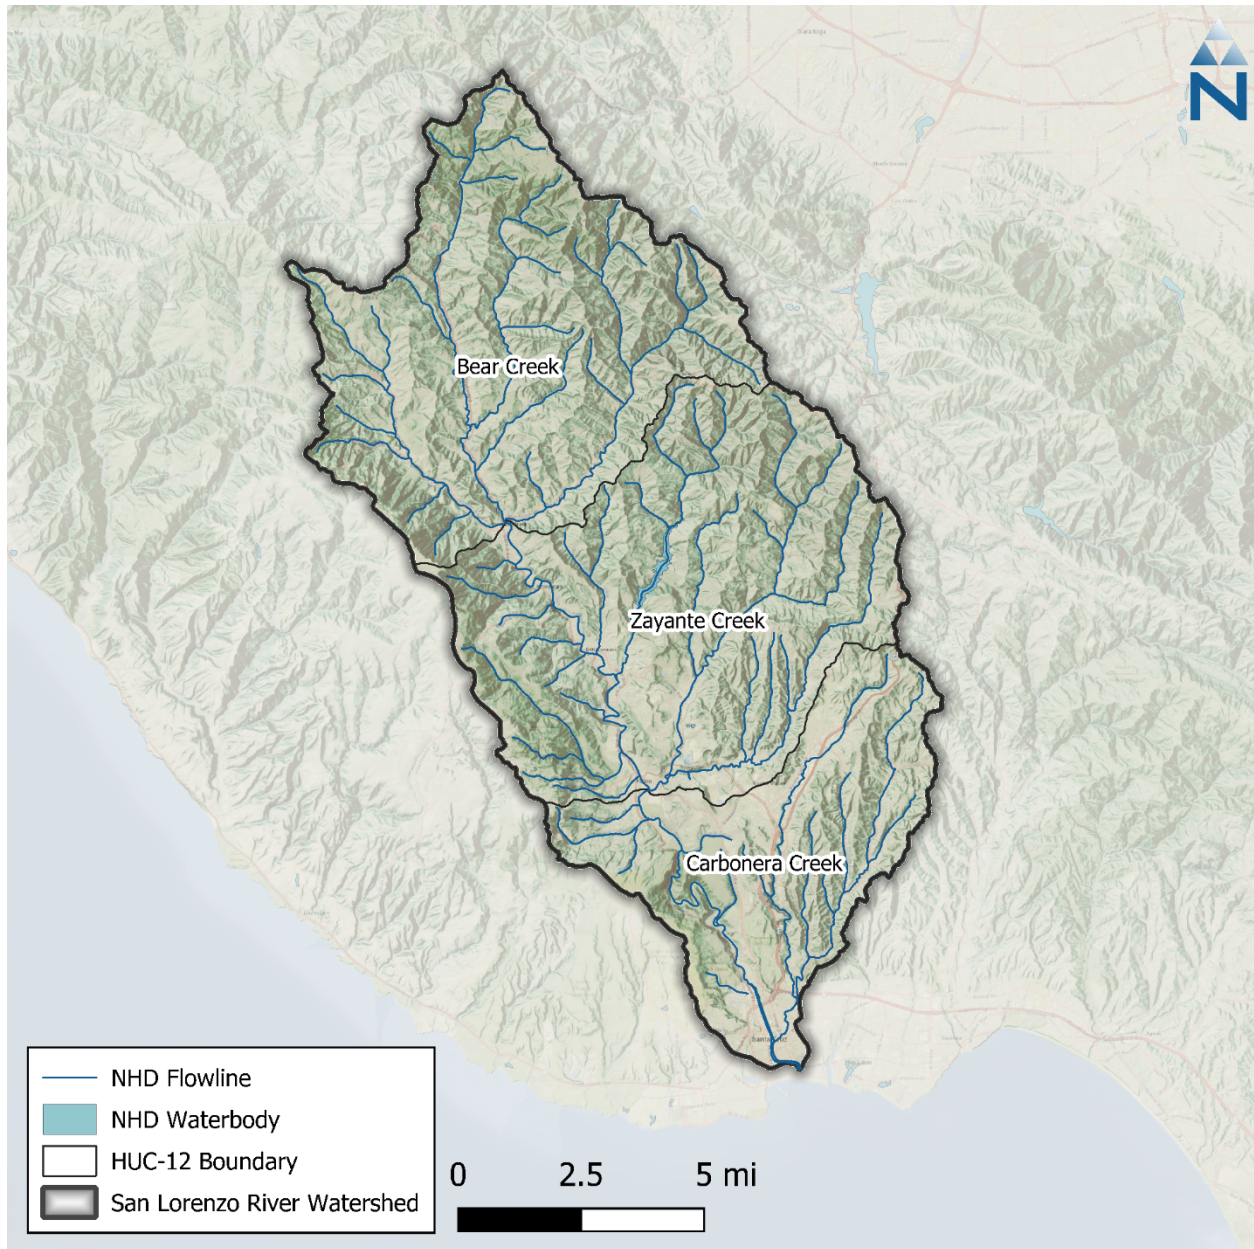 N
Bear Creek
Zayante Creek
Carbonera Creek
NHD Flowline
NHD Waterbody
HUC-12 Boundary
San Lorenzo River Watershed
0 2.5 5 mi